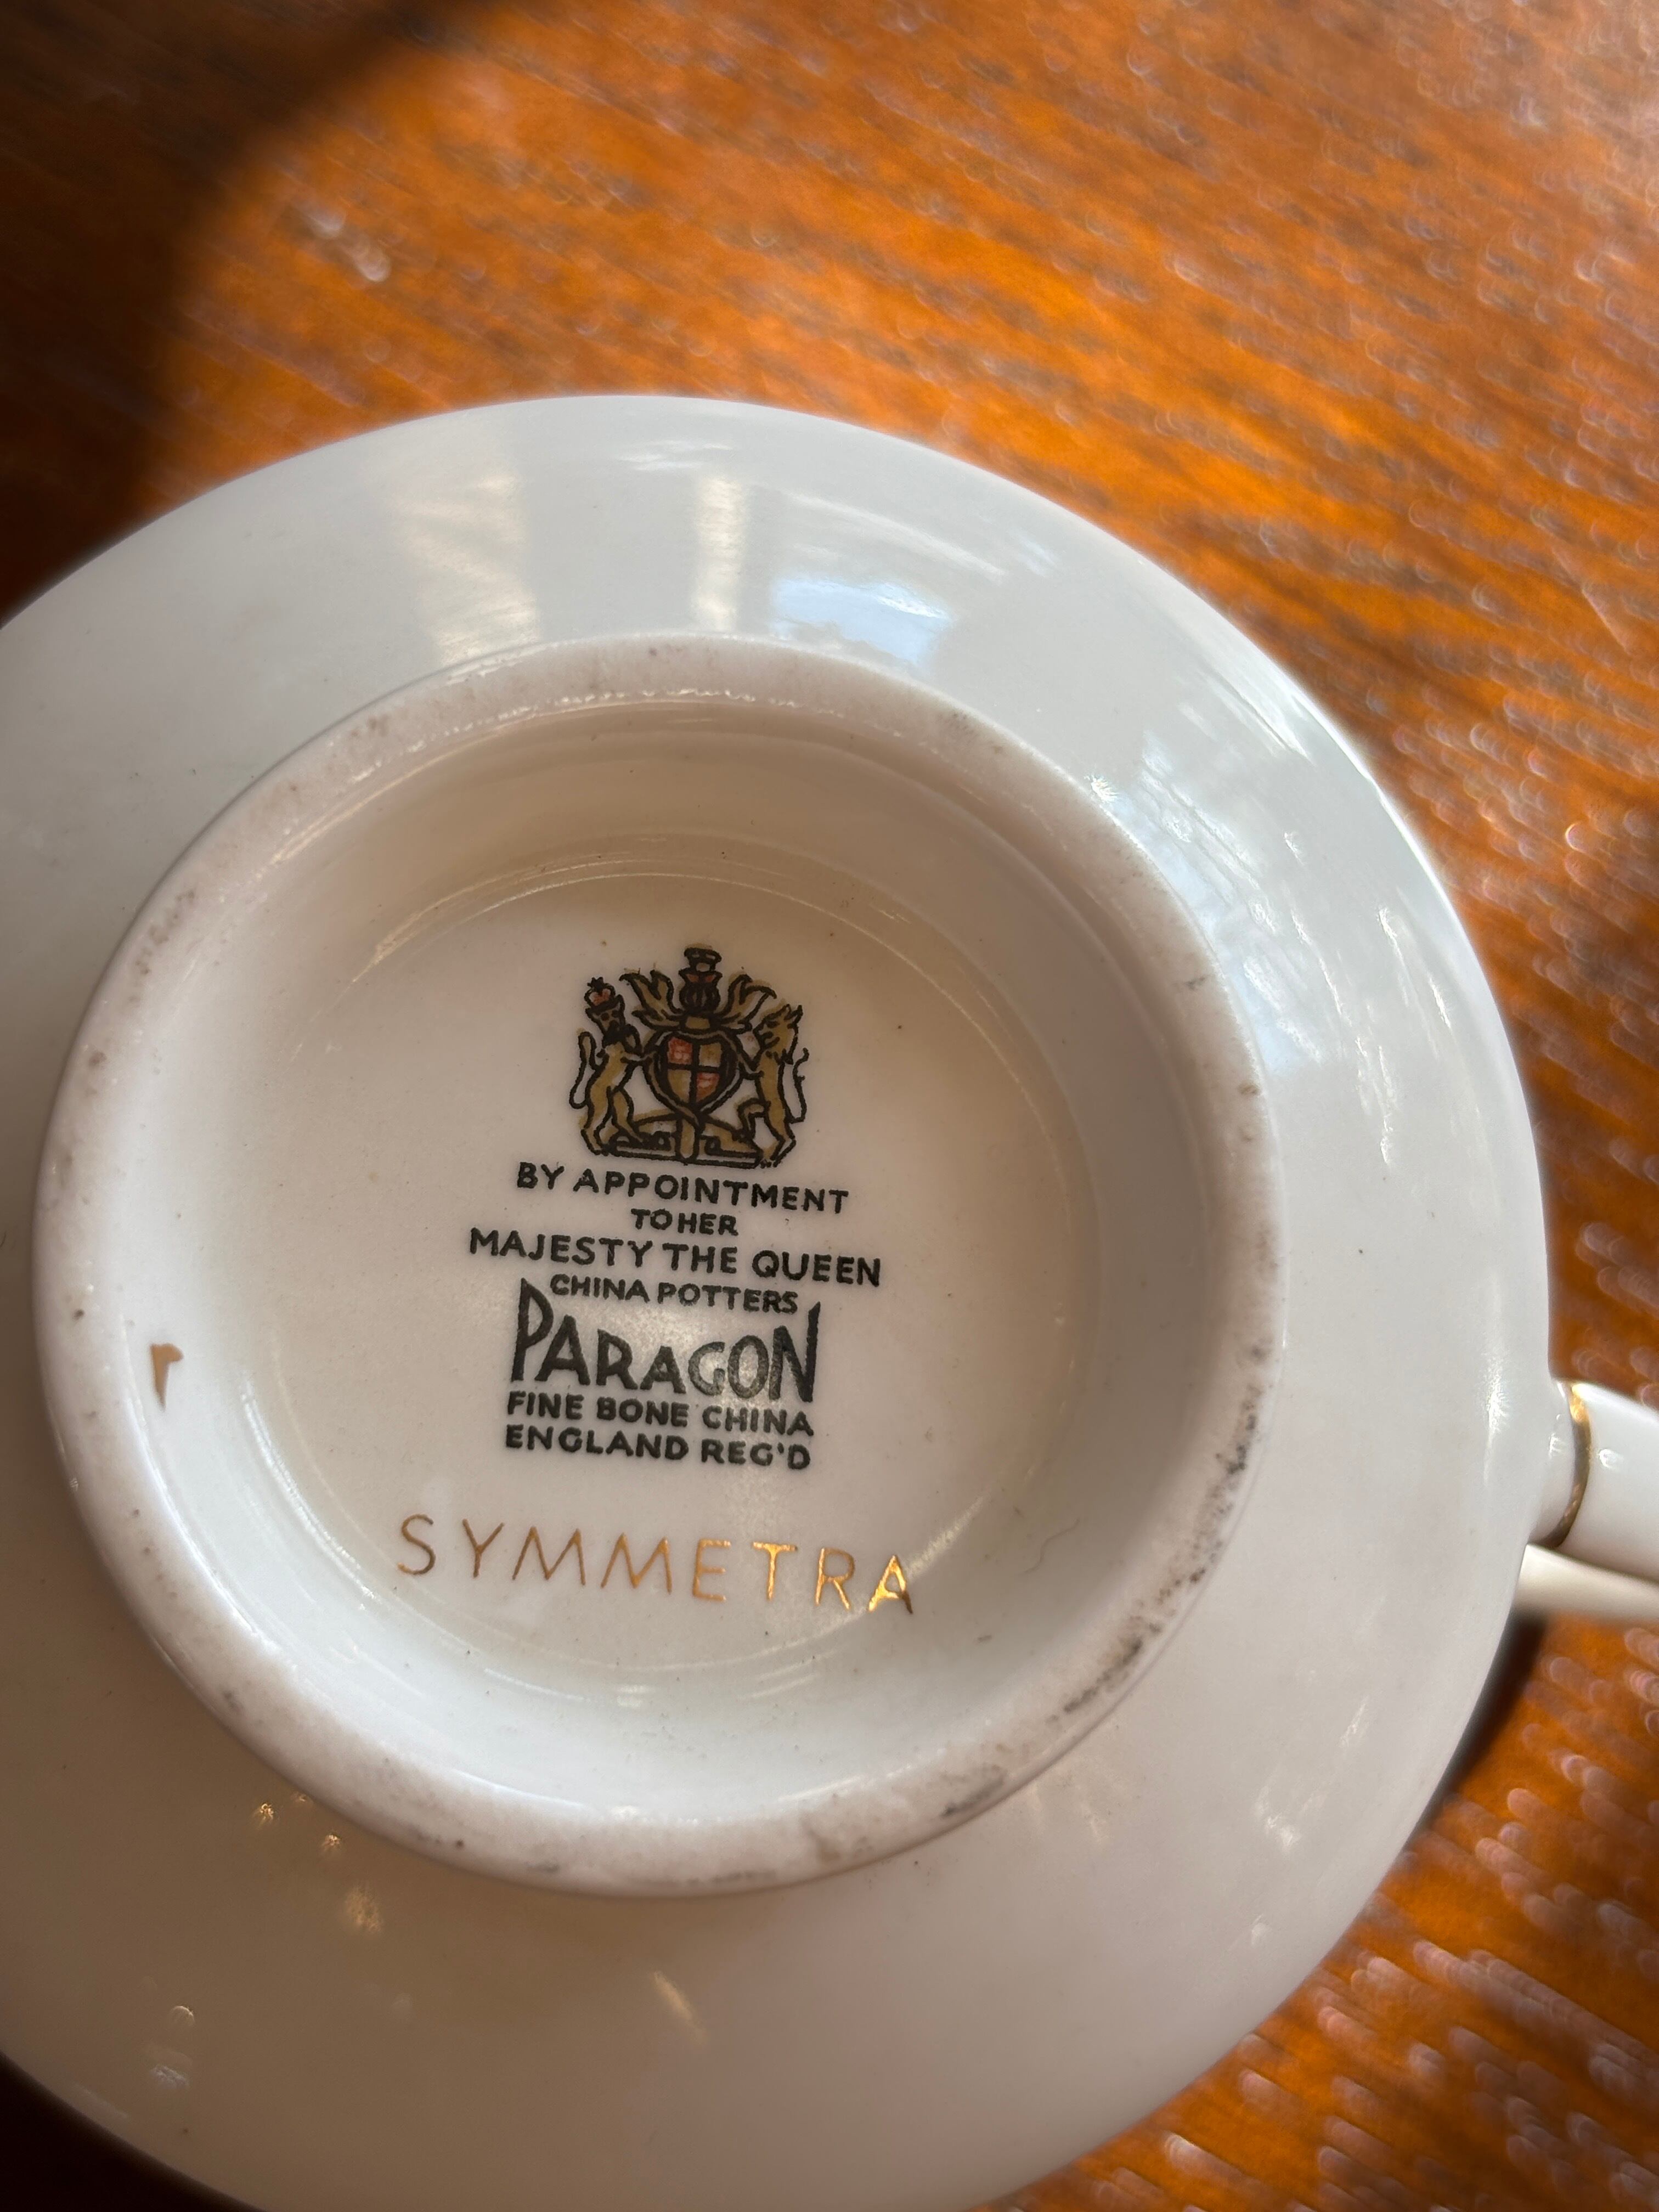 BY APPOINTMENT
TO HER
MAJESTY THE QUEEN
CHINA POTTERS
PARAGON
FINE BONE CHINA
ENGLAND REG'D
SYMMETRA